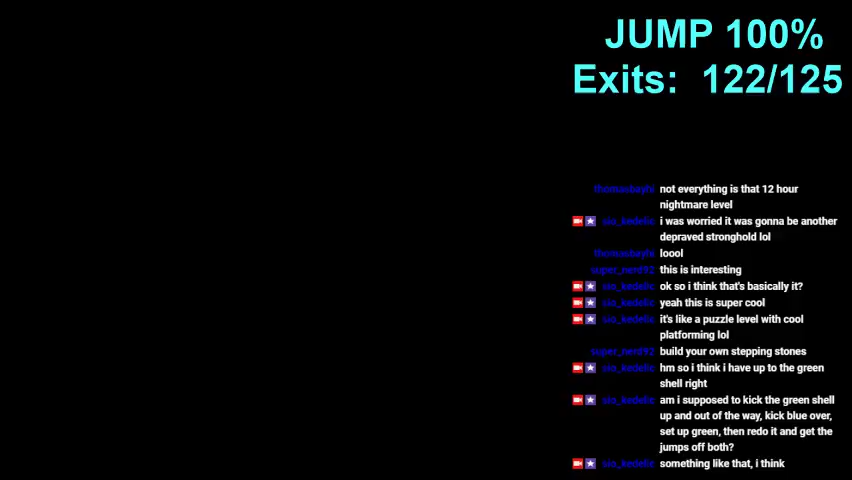 JUMP 100%
Exits: 122/125
thomasbayhi not everything is that 12 hour
nightmare level
sio_kedelic i was worried it was gonna be another
depraved stronghold lol
thomasbayhi loool
super_nerd92 this is interesting
sio_kedelic ok so i think that's basically it?
sio_kedelic yeah this is super cool
sio_kedelic it's like a puzzle level with cool
platforming lol
super_nerd92 build your own stepping stones
sio_kedelic hm so i think i have up to the green
shell right
sio_kedelic am i supposed to kick the green shell
up and out of the way, kick blue over,
set up green, then redo it and get the
jumps off both?
sio_kedelic something like that, i think